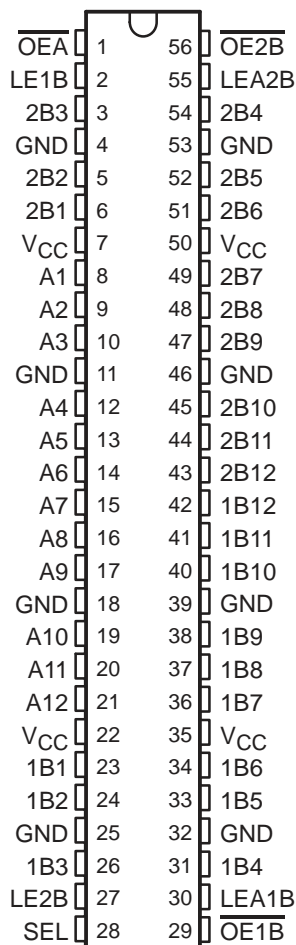 OEA 1 56 OE2B
LE1B 2 55 LEA2B
2B3 3 54 2B4
GND 4 53 GND
2B2 5 52 2B5
2B1 6 51 2B6
VCC 7 50 VCC
A1 8 49 2B7
A2 9 48 2B8
A3 10 47 2B9
GND 11 46 GND
A4 12 45 2B10
A5 13 44 2B11
A6 14 43 2B12
A7 15 42 1B12
A8 16 41 1B11
A9 17 40 1B10
GND 18 39 GND
A10 19 38 1B9
A11 20 37 1B8
A12 21 36 1B7
VCC 22 35 VCC
1B1 23 34 1B6
1B2 24 33 1B5
GND 25 32 GND
1B3 26 31 1B4
LE2B 27 30 LEA1B
SEL 28 29 OE1B